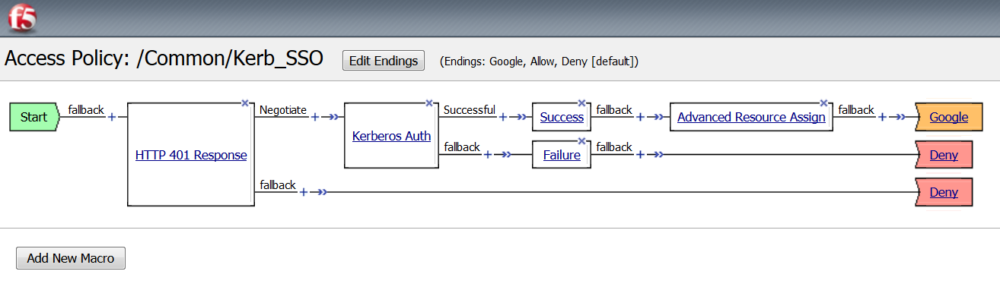 f5
Access Policy: /Common/Kerb_SSO Edit Endings (Endings: Google, Allow, Deny [default])
Start fallback + HTTP 401 Response Negotiate + Kerberos Auth Successful + Success fallback + Advanced Resource Assign fallback + Google
fallback + Failure fallback + Deny
fallback + Deny
Add New Macro